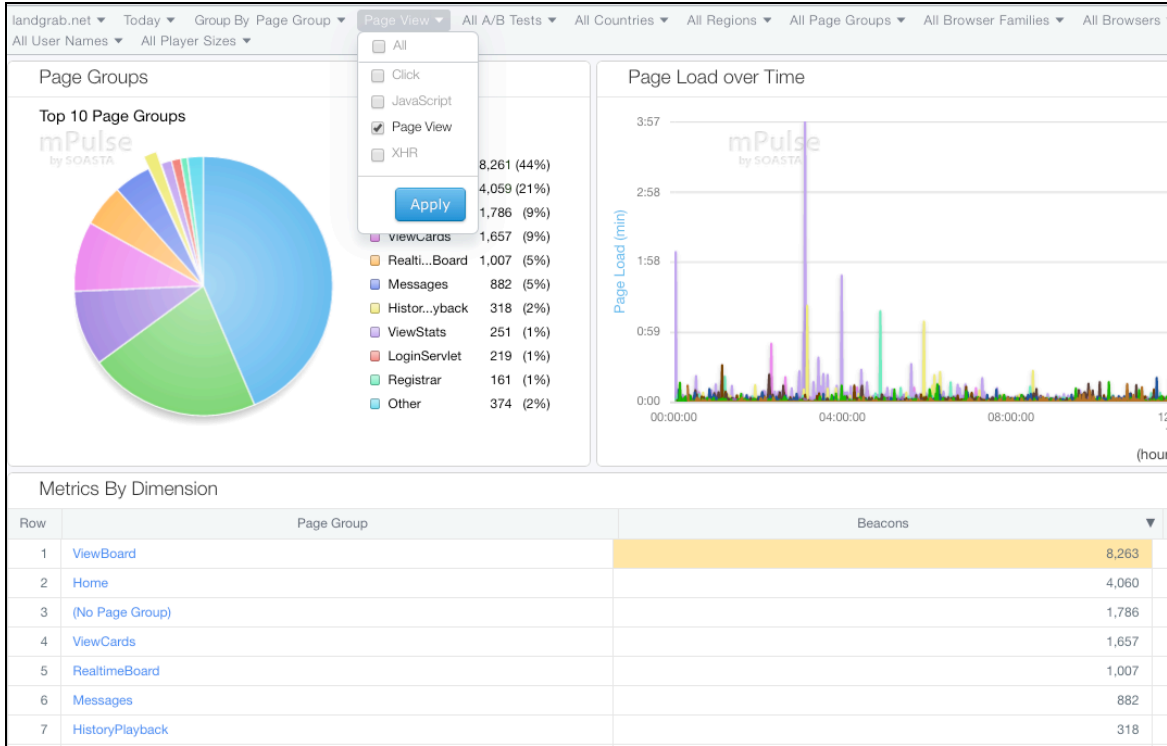 landgrab.net ▼ Today ▼ Group By Page Group ▼ Page View ▼ All A/B Tests ▼ All Countries ▼ All Regions ▼ All Page Groups ▼ All Browser Families ▼ All Browsers
All User Names ▼ All Player Sizes ▼
All
Click
JavaScript
Page View
XHR
Apply
Page Groups
Top 10 Page Groups
mPulse
by SOASTA
8,261 (44%)
4,059 (21%)
1,786 (9%)
ViewCards 1,657 (9%)
Realti...Board 1,007 (5%)
Messages 882 (5%)
Histor...yback 318 (2%)
ViewStats 251 (1%)
LoginServlet 219 (1%)
Registrar 161 (1%)
Other 374 (2%)
Page Load over Time
mPulse
by SOASTA
Page Load (min)
3:57
2:58
1:58
0:59
0:00
00:00:00 04:00:00 08:00:00 12
(hour
Metrics By Dimension
Row Page Group Beacons ▼
1 ViewBoard 8,263
2 Home 4,060
3 (No Page Group) 1,786
4 ViewCards 1,657
5 RealtimeBoard 1,007
6 Messages 882
7 HistoryPlayback 318